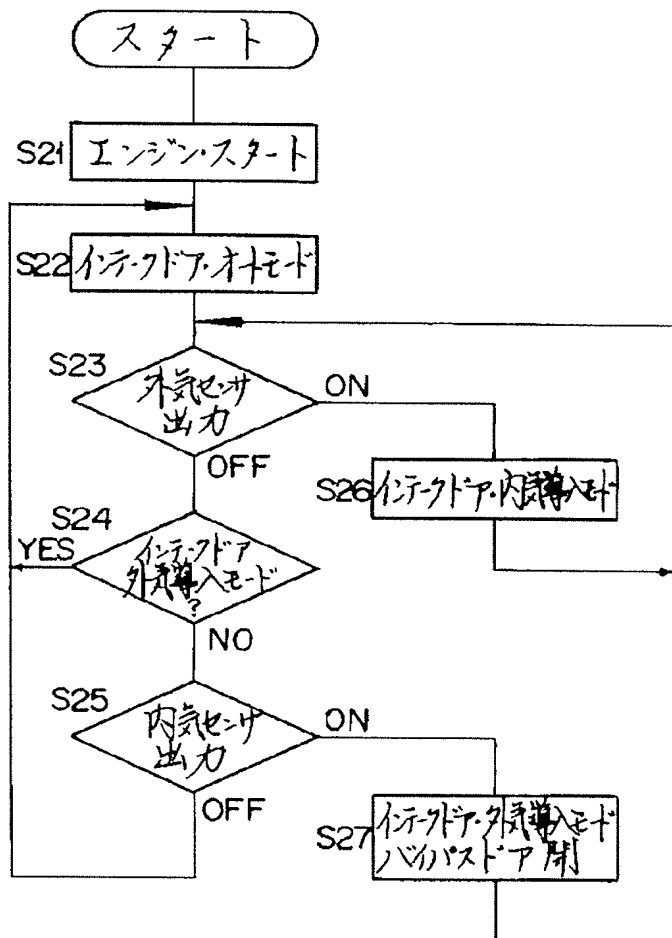 スタート
S21
エンジン・スタート
S22
インテークドア・オートモード
S23
外気センサ
出力
ON
OFF
S26
インテークドア・内気導入モード
S24
YES
インテークドア
外気導入モード
?
NO
S25
内気センサ
出力
ON
OFF
S27
インテークドア・外気導入モード
バイパスドア 閉